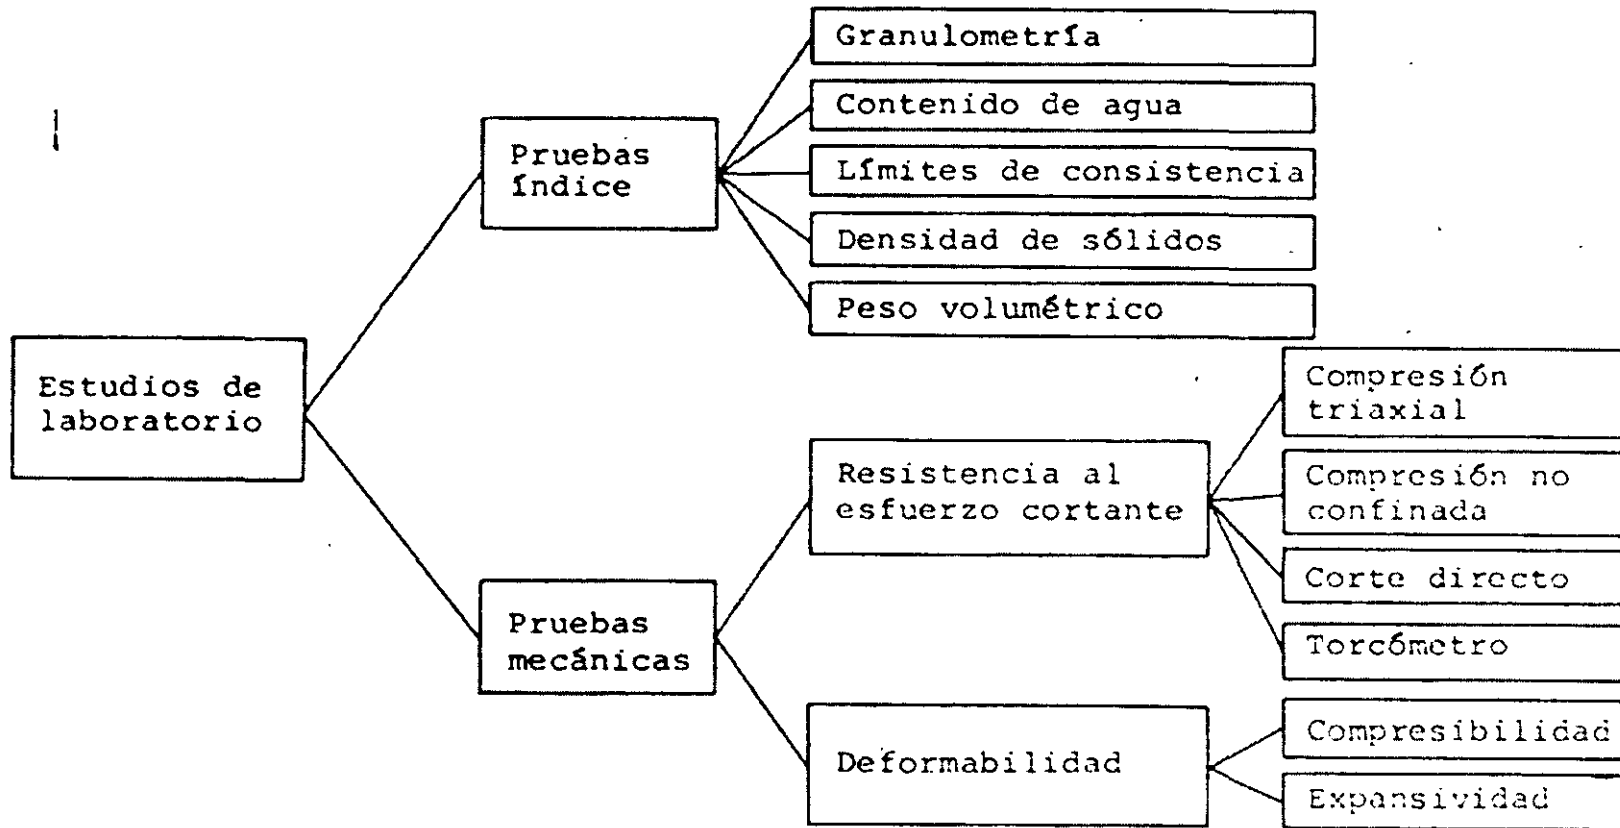 Granulometría
Contenido de agua
Pruebas
índice
Límites de consistencia
Densidad de sólidos
Peso volumétrico
Estudios de
laboratorio
Compresión
triaxial
Resistencia al
esfuerzo cortante
Compresión no
confinada
Corte directo
Pruebas
mecánicas
Torcómetro
Deformabilidad
Compresibilidad
Expansividad